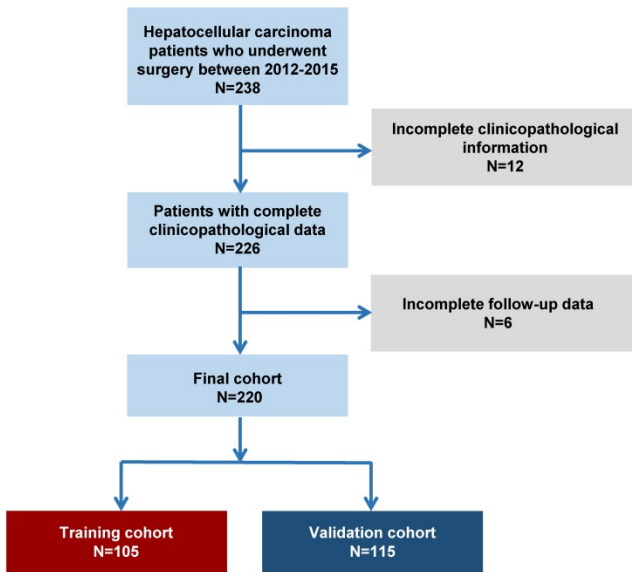 Hepatocellular carcinoma
patients who underwent
surgery between 2012-2015
N=238
Incomplete clinicopathological
information
N=12
Patients with complete
clinicopathological data
N=226
Incomplete follow-up data
N=6
Final cohort
N=220
Training cohort
N=105
Validation cohort
N=115